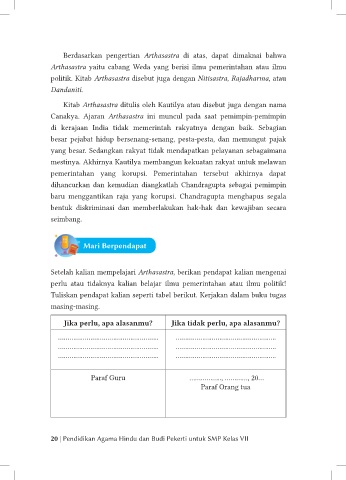 Berdasarkan pengertian Arthasastra di atas, dapat dimaknai bahwa
Arthasastra yaitu cabang Weda yang berisi ilmu pemerintahan atau ilmu
politik. Kitab Arthasastra disebut juga dengan Nitisastra, Rajadharma, atau
Dandaniti.
Kitab Arthasastra ditulis oleh Kautilya atau disebut juga dengan nama
Canakya. Ajaran Arthasastra ini muncul pada saat pemimpin-pemimpin
di kerajaan India tidak memerintah rakyatnya dengan baik. Sebagian
besar pejabat hidup bersenang-senang, pesta-pesta, dan memungut pajak
yang besar. Sedangkan rakyat tidak mendapatkan pelayanan sebagaimana
mestinya. Akhirnya Kautilya membangun kekuatan rakyat untuk melawan
pemerintahan yang korupsi. Pemerintahan tersebut akhirnya dapat
dihancurkan dan kemudian diangkatlah Chandragupta sebagai pemimpin
baru menggantikan raja yang korupsi. Chandragupta menghapus segala
bentuk diskriminasi dan memberlakukan hak-hak dan kewajiban secara
seimbang.
Mari Berpendapat
Setelah kalian mempelajari Arthasastra, berikan pendapat kalian mengenai
perlu atau tidaknya kalian belajar ilmu pemerintahan atau ilmu politik!
Tuliskan pendapat kalian seperti tabel berikut. Kerjakan dalam buku tugas
masing-masing.
Jika perlu, apa alasanmu? Jika tidak perlu, apa alasanmu?
.................................................... ....................................................
.................................................... ....................................................
.................................................... ....................................................
Paraf Guru ................, ............, 20...
Paraf Orang tua
20 | Pendidikan Agama Hindu dan Budi Pekerti untuk SMP Kelas VII